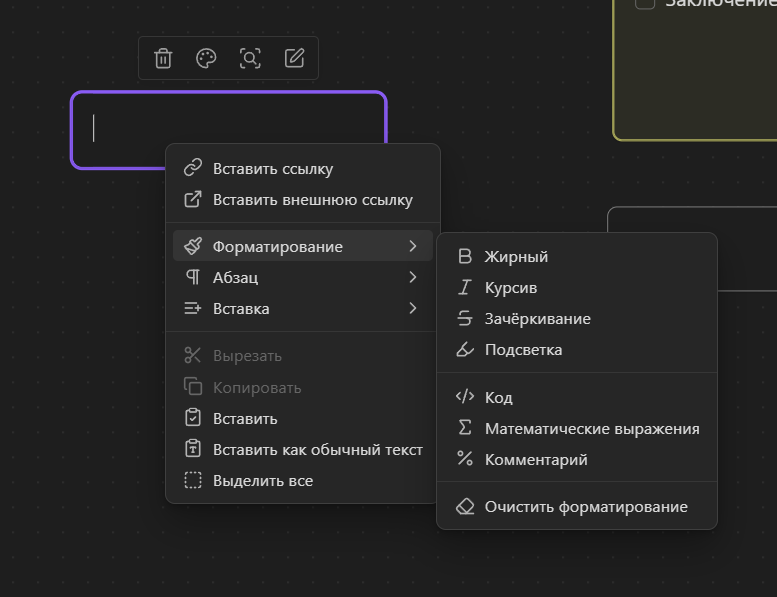 Заключение
Вставить ссылку
Вставить внешнюю ссылку
Форматирование
Абзац
Вставка
Вырезать
Копировать
Вставить
Вставить как обычный текст
Выделить все
Жирный
Курсив
Зачёркивание
Подсветка
Код
Математические выражения
Комментарий
Очистить форматирование